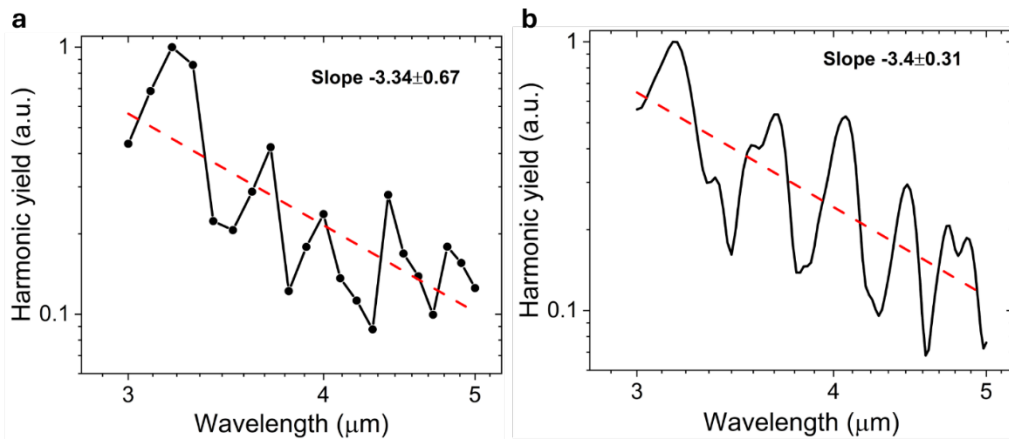 a
1
Slope -3.34±0.67
Harmonic yield (a.u.)
0.1
3
4
5
Wavelength (μm)
b
1
Slope -3.4±0.31
Harmonic yield (a.u.)
0.1
3
4
5
Wavelength (μm)